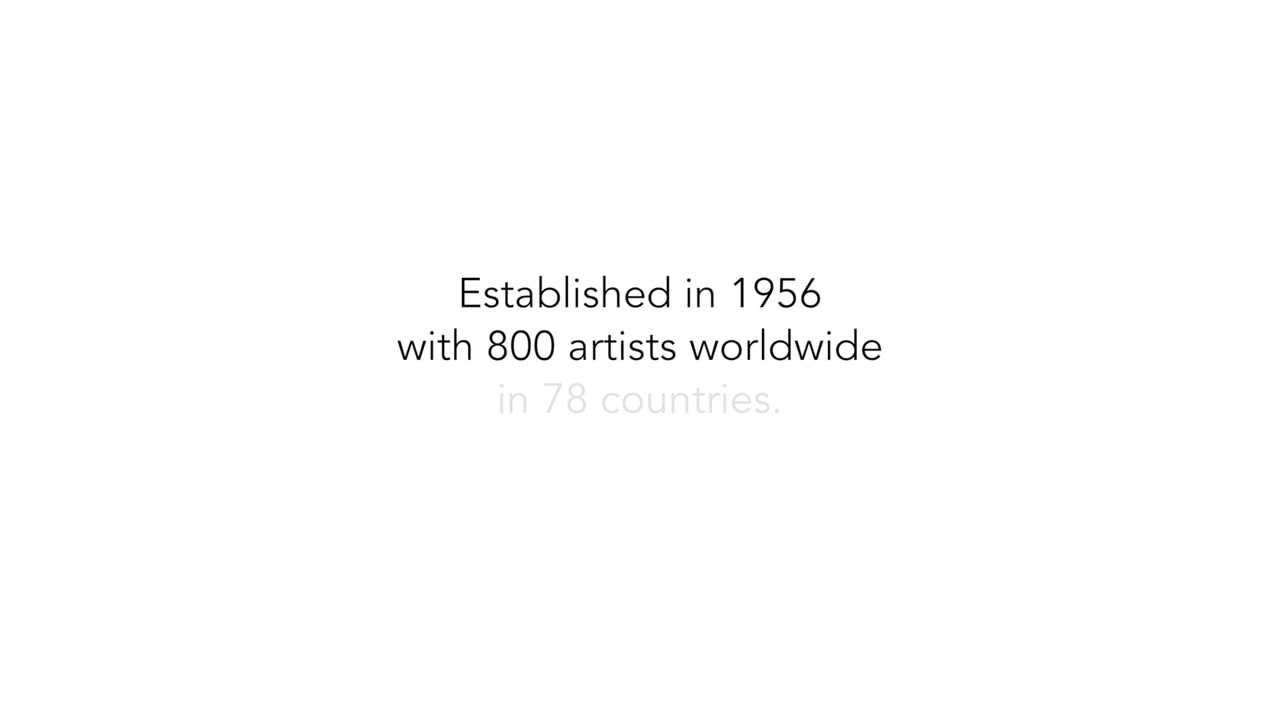 Established in 1956
with 800 artists worldwide
in 78 countries.